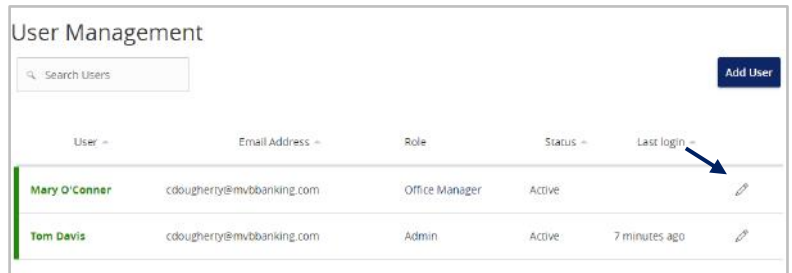 User Management
Search Users
Add User
User Email Address Role Status Last login
Mary O'Conner cdougherty@mvbbanking.com Office Manager Active
Tom Davis cdougherty@mvbbanking.com Admin Active 7 minutes ago